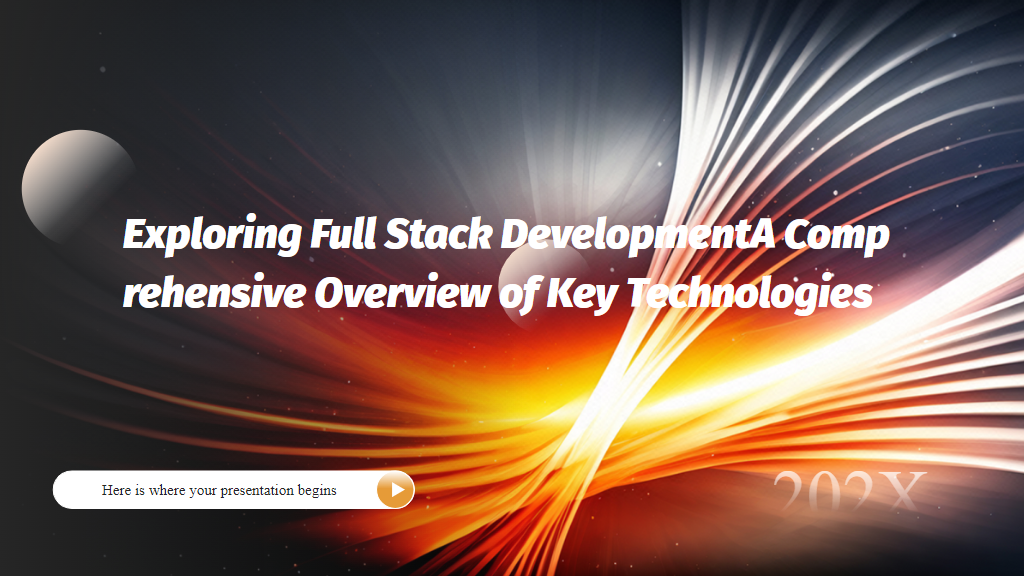 Exploring Full Stack DevelopmentA Comp
rehensive Overview of Key Technologies
Here is where your presentation begins
202X